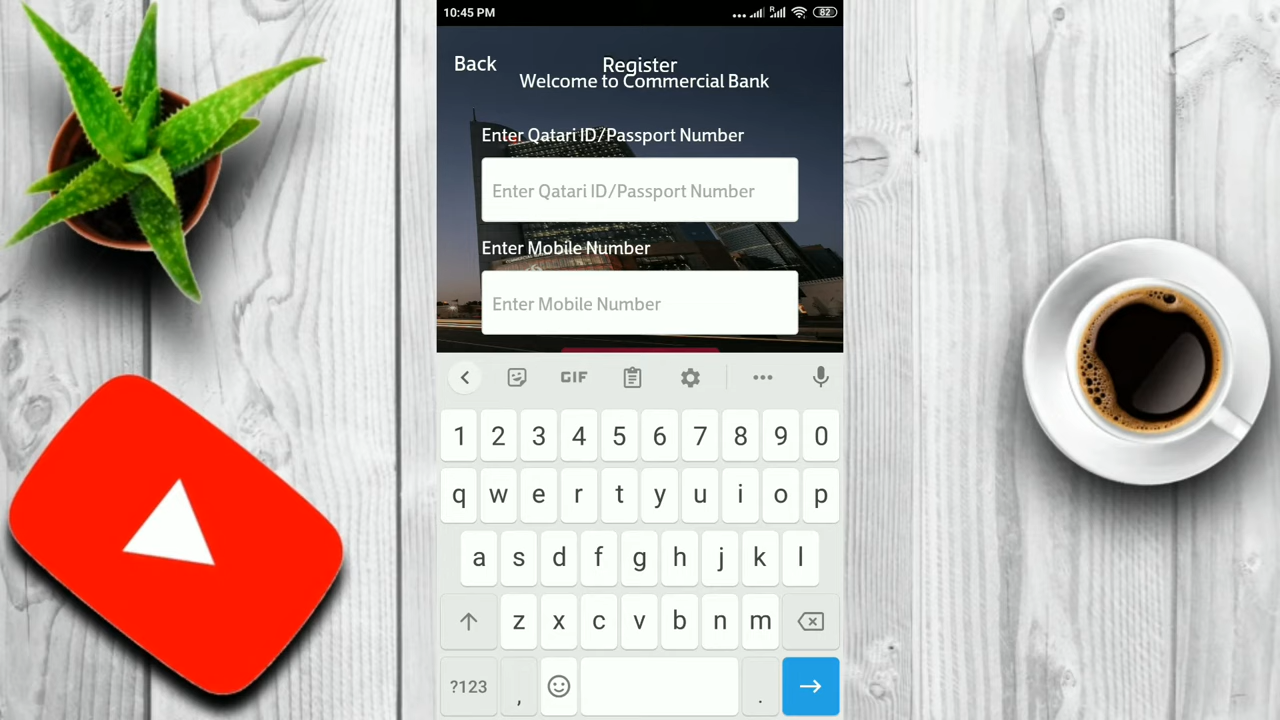 10:45 PM
82
Back
Register
Welcome to Commercial Bank
Enter Qatari ID/Passport Number
Enter Qatari ID/Passport Number
Enter Mobile Number
Enter Mobile Number
GIF
1 2 3 4 5 6 7 8 9 0
q w e r t y u i o p
a s d f g h j k l
z x c v b n m
?123 , .